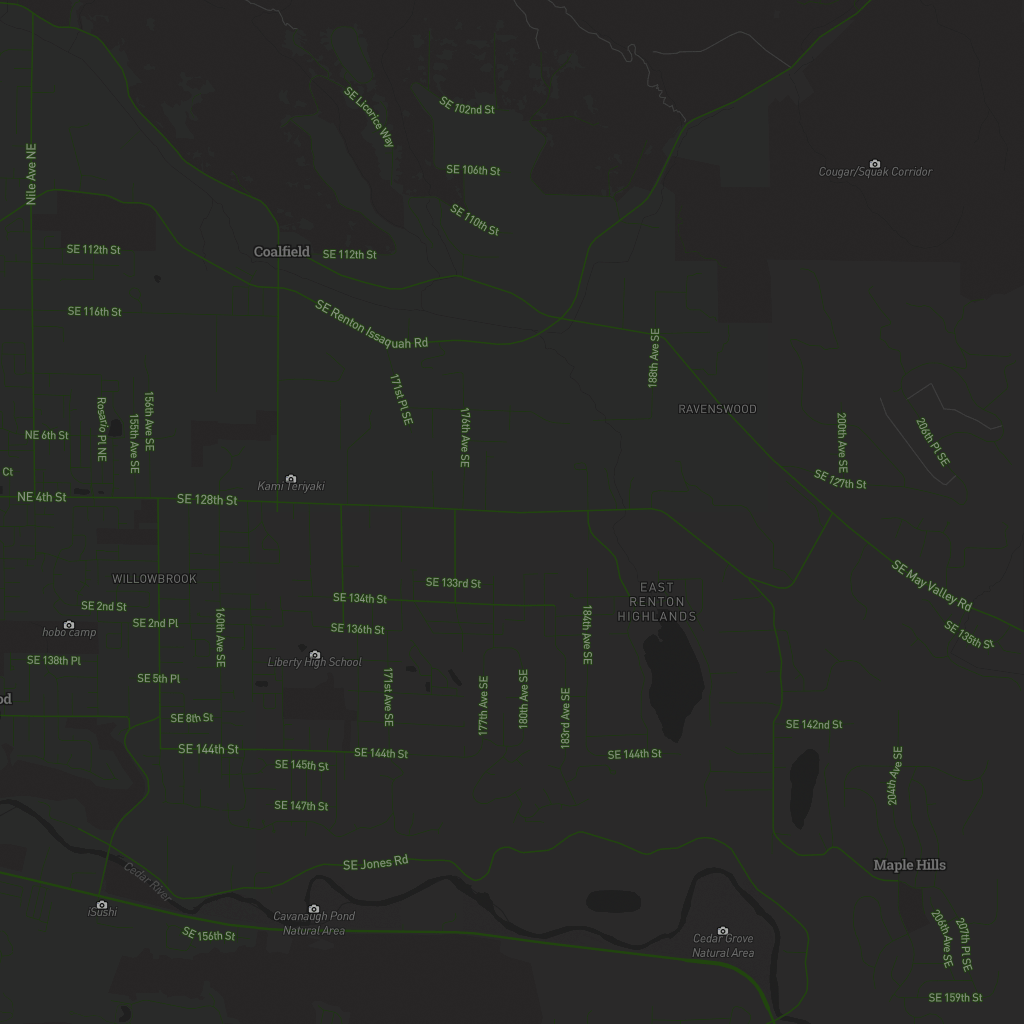 SE Licorice Way
SE 102nd St
Nile Ave NE
SE 106th St
Cougar/Squak Corridor
SE 110th St
SE 112th St
Coalfield
SE 112th St
SE 116th St
SE Renton Issaquah Rd
188th Ave SE
171st Pl SE
RAVENSWOOD
156th Ave SE
Rosario Pl NE
155th Ave SE
176th Ave SE
200th Ave SE
206th Pl SE
NE 6th St
Ct
SE 127th St
Kami Teriyaki
NE 4th St
SE 128th St
WILLOWBROOK
SE 133rd St
EAST
RENTON
HIGHLANDS
SE May Valley Rd
SE 134th St
SE 2nd St
SE 2nd Pl
hobo camp
160th Ave SE
SE 136th St
184th Ave SE
SE 135th St
SE 138th Pl
Liberty High School
SE 5th Pl
171st Ave SE
177th Ave SE
180th Ave SE
183rd Ave SE
od
SE 8th St
SE 142nd St
SE 144th St
SE 144th St
SE 144th St
SE 145th St
204th Ave SE
SE 147th St
SE Jones Rd
Maple Hills
Cedar River
iSushi
Cavanaugh Pond
Natural Area
SE 156th St
Cedar Grove
Natural Area
206th Ave SE
207th Pl SE
SE 159th St